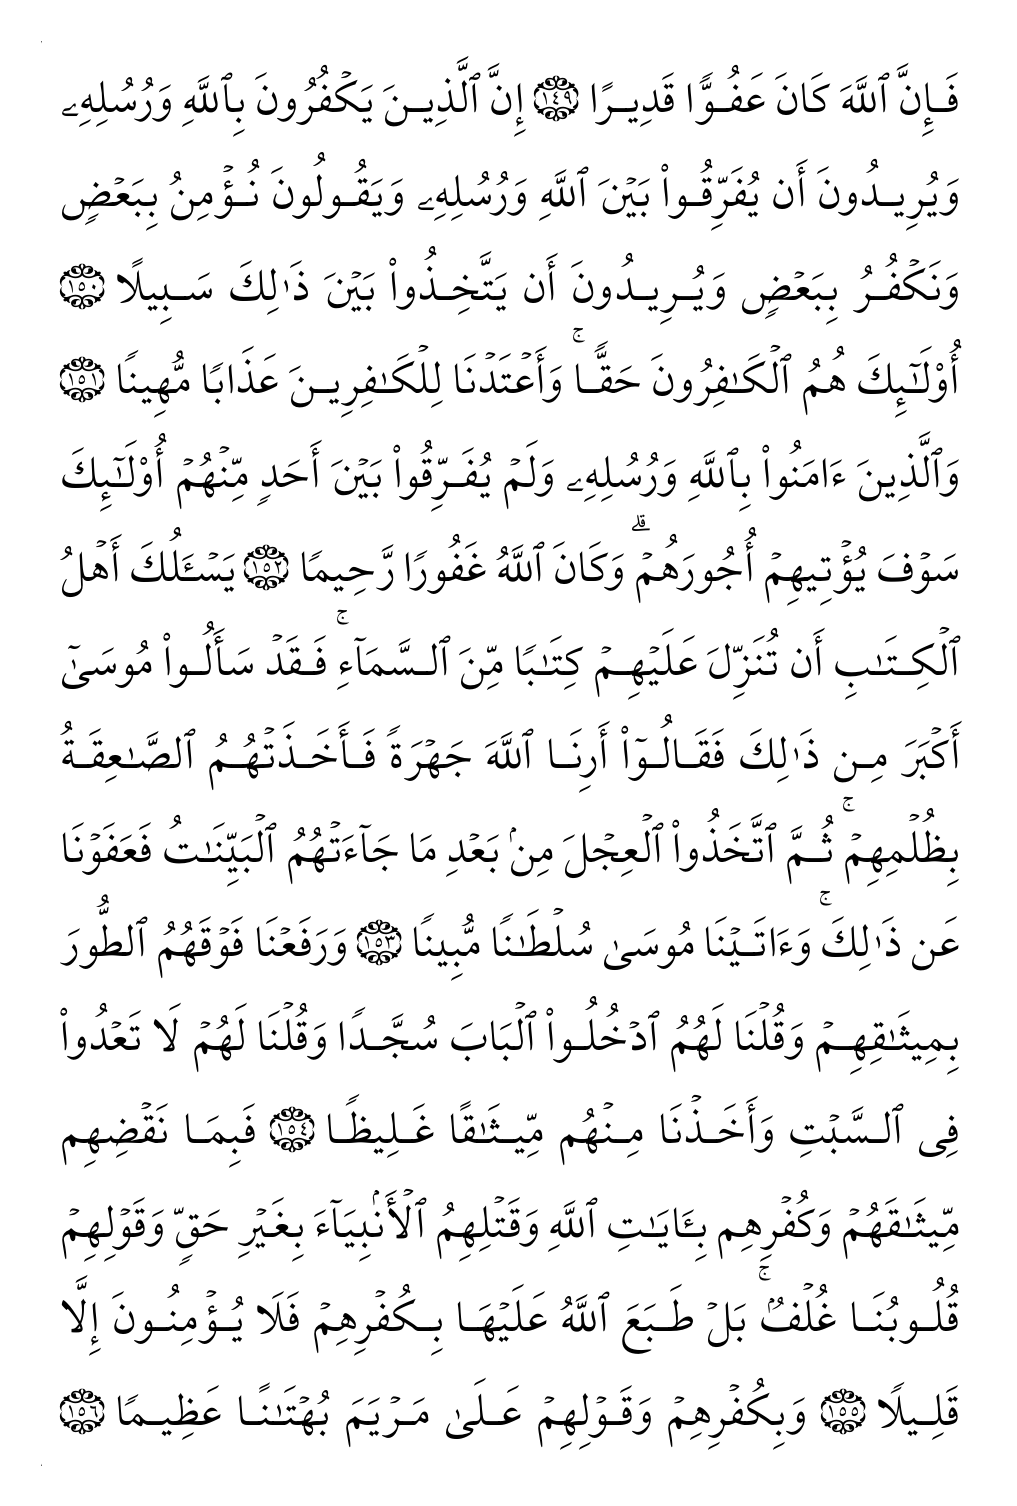 فَإِنَّ ٱللَّهَ كَانَ عَفُوًّا قَدِيرًا ١٤٩ إِنَّ ٱلَّذِينَ يَكۡفُرُونَ بِٱللَّهِ وَرُسُلِهِۦ
وَيُرِيدُونَ أَن يُفَرِّقُواْ بَيۡنَ ٱللَّهِ وَرُسُلِهِۦ وَيَقُولُونَ نُؤۡمِنُ بِبَعۡضٖ
وَنَكۡفُرُ بِبَعۡضٖ وَيُرِيدُونَ أَن يَتَّخِذُواْ بَيۡنَ ذَٰلِكَ سَبِيلًا ١٥٠
أُوْلَٰٓئِكَ هُمُ ٱلۡكَٰفِرُونَ حَقّٗاۚ وَأَعۡتَدۡنَا لِلۡكَٰفِرِينَ عَذَابٗا مُّهِينٗا ١٥١
وَٱلَّذِينَ ءَامَنُواْ بِٱللَّهِ وَرُسُلِهِۦ وَلَمۡ يُفَرِّقُواْ بَيۡنَ أَحَدٖ مِّنۡهُمۡ أُوْلَٰٓئِكَ
سَوۡفَ يُؤۡتِيهِمۡ أُجُورَهُمۡۗ وَكَانَ ٱللَّهُ غَفُورٗا رَّحِيمٗا ١٥٢ يَسۡـَٔلُكَ أَهۡلُ
ٱلۡكِتَٰبِ أَن تُنَزِّلَ عَلَيۡهِمۡ كِتَٰبٗا مِّنَ ٱلسَّمَآءِۚ فَقَدۡ سَأَلُواْ مُوسَىٰٓ
أَكۡبَرَ مِن ذَٰلِكَ فَقَالُوٓاْ أَرِنَا ٱللَّهَ جَهۡرَةٗ فَأَخَذَتۡهُمُ ٱلصَّٰعِقَةُ
بِظُلۡمِهِمۡۚ ثُمَّ ٱتَّخَذُواْ ٱلۡعِجۡلَ مِنۢ بَعۡدِ مَا جَآءَتۡهُمُ ٱلۡبَيِّنَٰتُ فَعَفَوۡنَا
عَن ذَٰلِكَۚ وَءَاتَيۡنَا مُوسَىٰ سُلۡطَٰنٗا مُّبِينٗا ١٥٣ وَرَفَعۡنَا فَوۡقَهُمُ ٱلطُّورَ
بِمِيثَٰقِهِمۡ وَقُلۡنَا لَهُمُ ٱدۡخُلُواْ ٱلۡبَابَ سُجَّدٗا وَقُلۡنَا لَهُمۡ لَا تَعۡدُواْ
فِي ٱلسَّبۡتِ وَأَخَذۡنَا مِنۡهُم مِّيثَٰقًا غَلِيظٗا ١٥٤ فَبِمَا نَقۡضِهِم
مِّيثَٰقَهُمۡ وَكُفۡرِهِم بِـَٔايَٰتِ ٱللَّهِ وَقَتۡلِهِمُ ٱلۡأَنۢبِيَآءَ بِغَيۡرِ حَقّٖ وَقَوۡلِهِمۡ
قُلُوبُنَا غُلۡفُۢۚ بَلۡ طَبَعَ ٱللَّهُ عَلَيۡهَا بِكُفۡرِهِمۡ فَلَا يُؤۡمِنُونَ إِلَّا
قَلِيلٗا ١٥٥ وَبِكُفۡرِهِمۡ وَقَوۡلِهِمۡ عَلَىٰ مَرۡيَمَ بُهۡتَٰنًا عَظِيمٗا ١٥٦